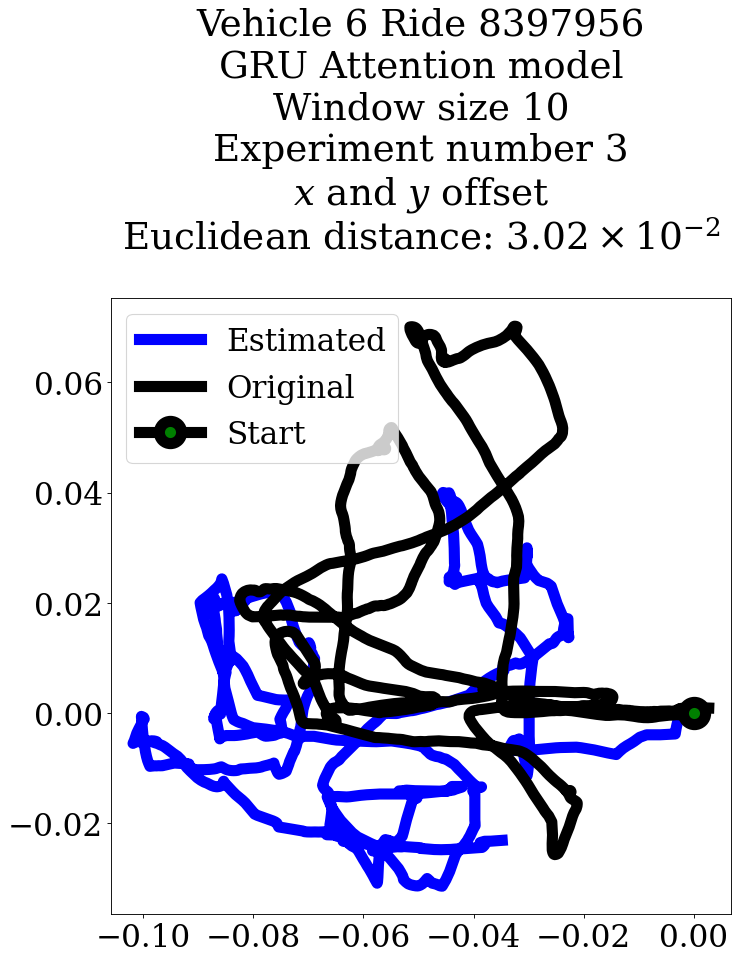 Vehicle 6 Ride 8397956
GRU Attention model
Window size 10
Experiment number 3
x and y offset
Euclidean distance: 3.02 × 10⁻²
Estimated
Original
Start
0.06
0.04
0.02
0.00
−0.02
−0.10 −0.08 −0.06 −0.04 −0.02 0.00